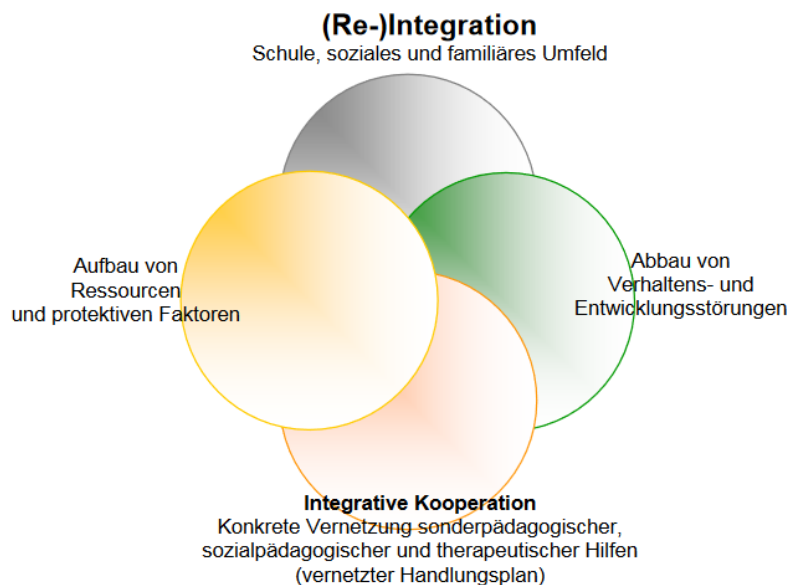 (Re-)Integration
Schule, soziales und familiäres Umfeld
Aufbau von
Ressourcen
und protektiven Faktoren
Abbau von
Verhaltens- und
Entwicklungsstörungen
Integrative Kooperation
Konkrete Vernetzung sonderpädagogischer,
sozialpädagogischer und therapeutischer Hilfen
(vernetzter Handlungsplan)